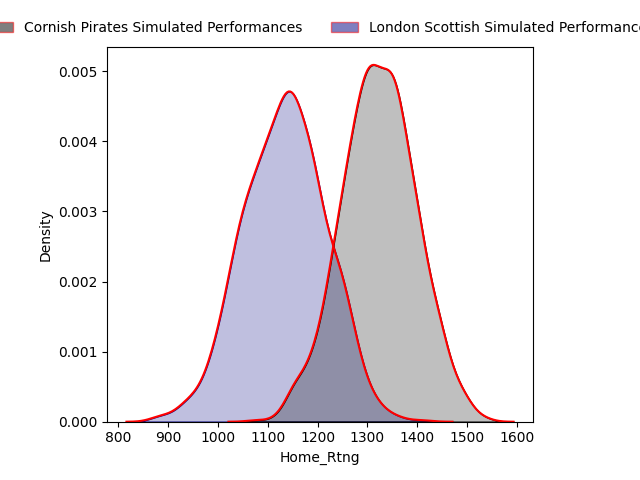 Cornish Pirates Simulated Performances London Scottish Simulated Performanc
0.005
0.004
0.003
0.002
0.001
0.000
Density
800 900 1000 1100 1200 1300 1400 1500 1600
Home_Rtng